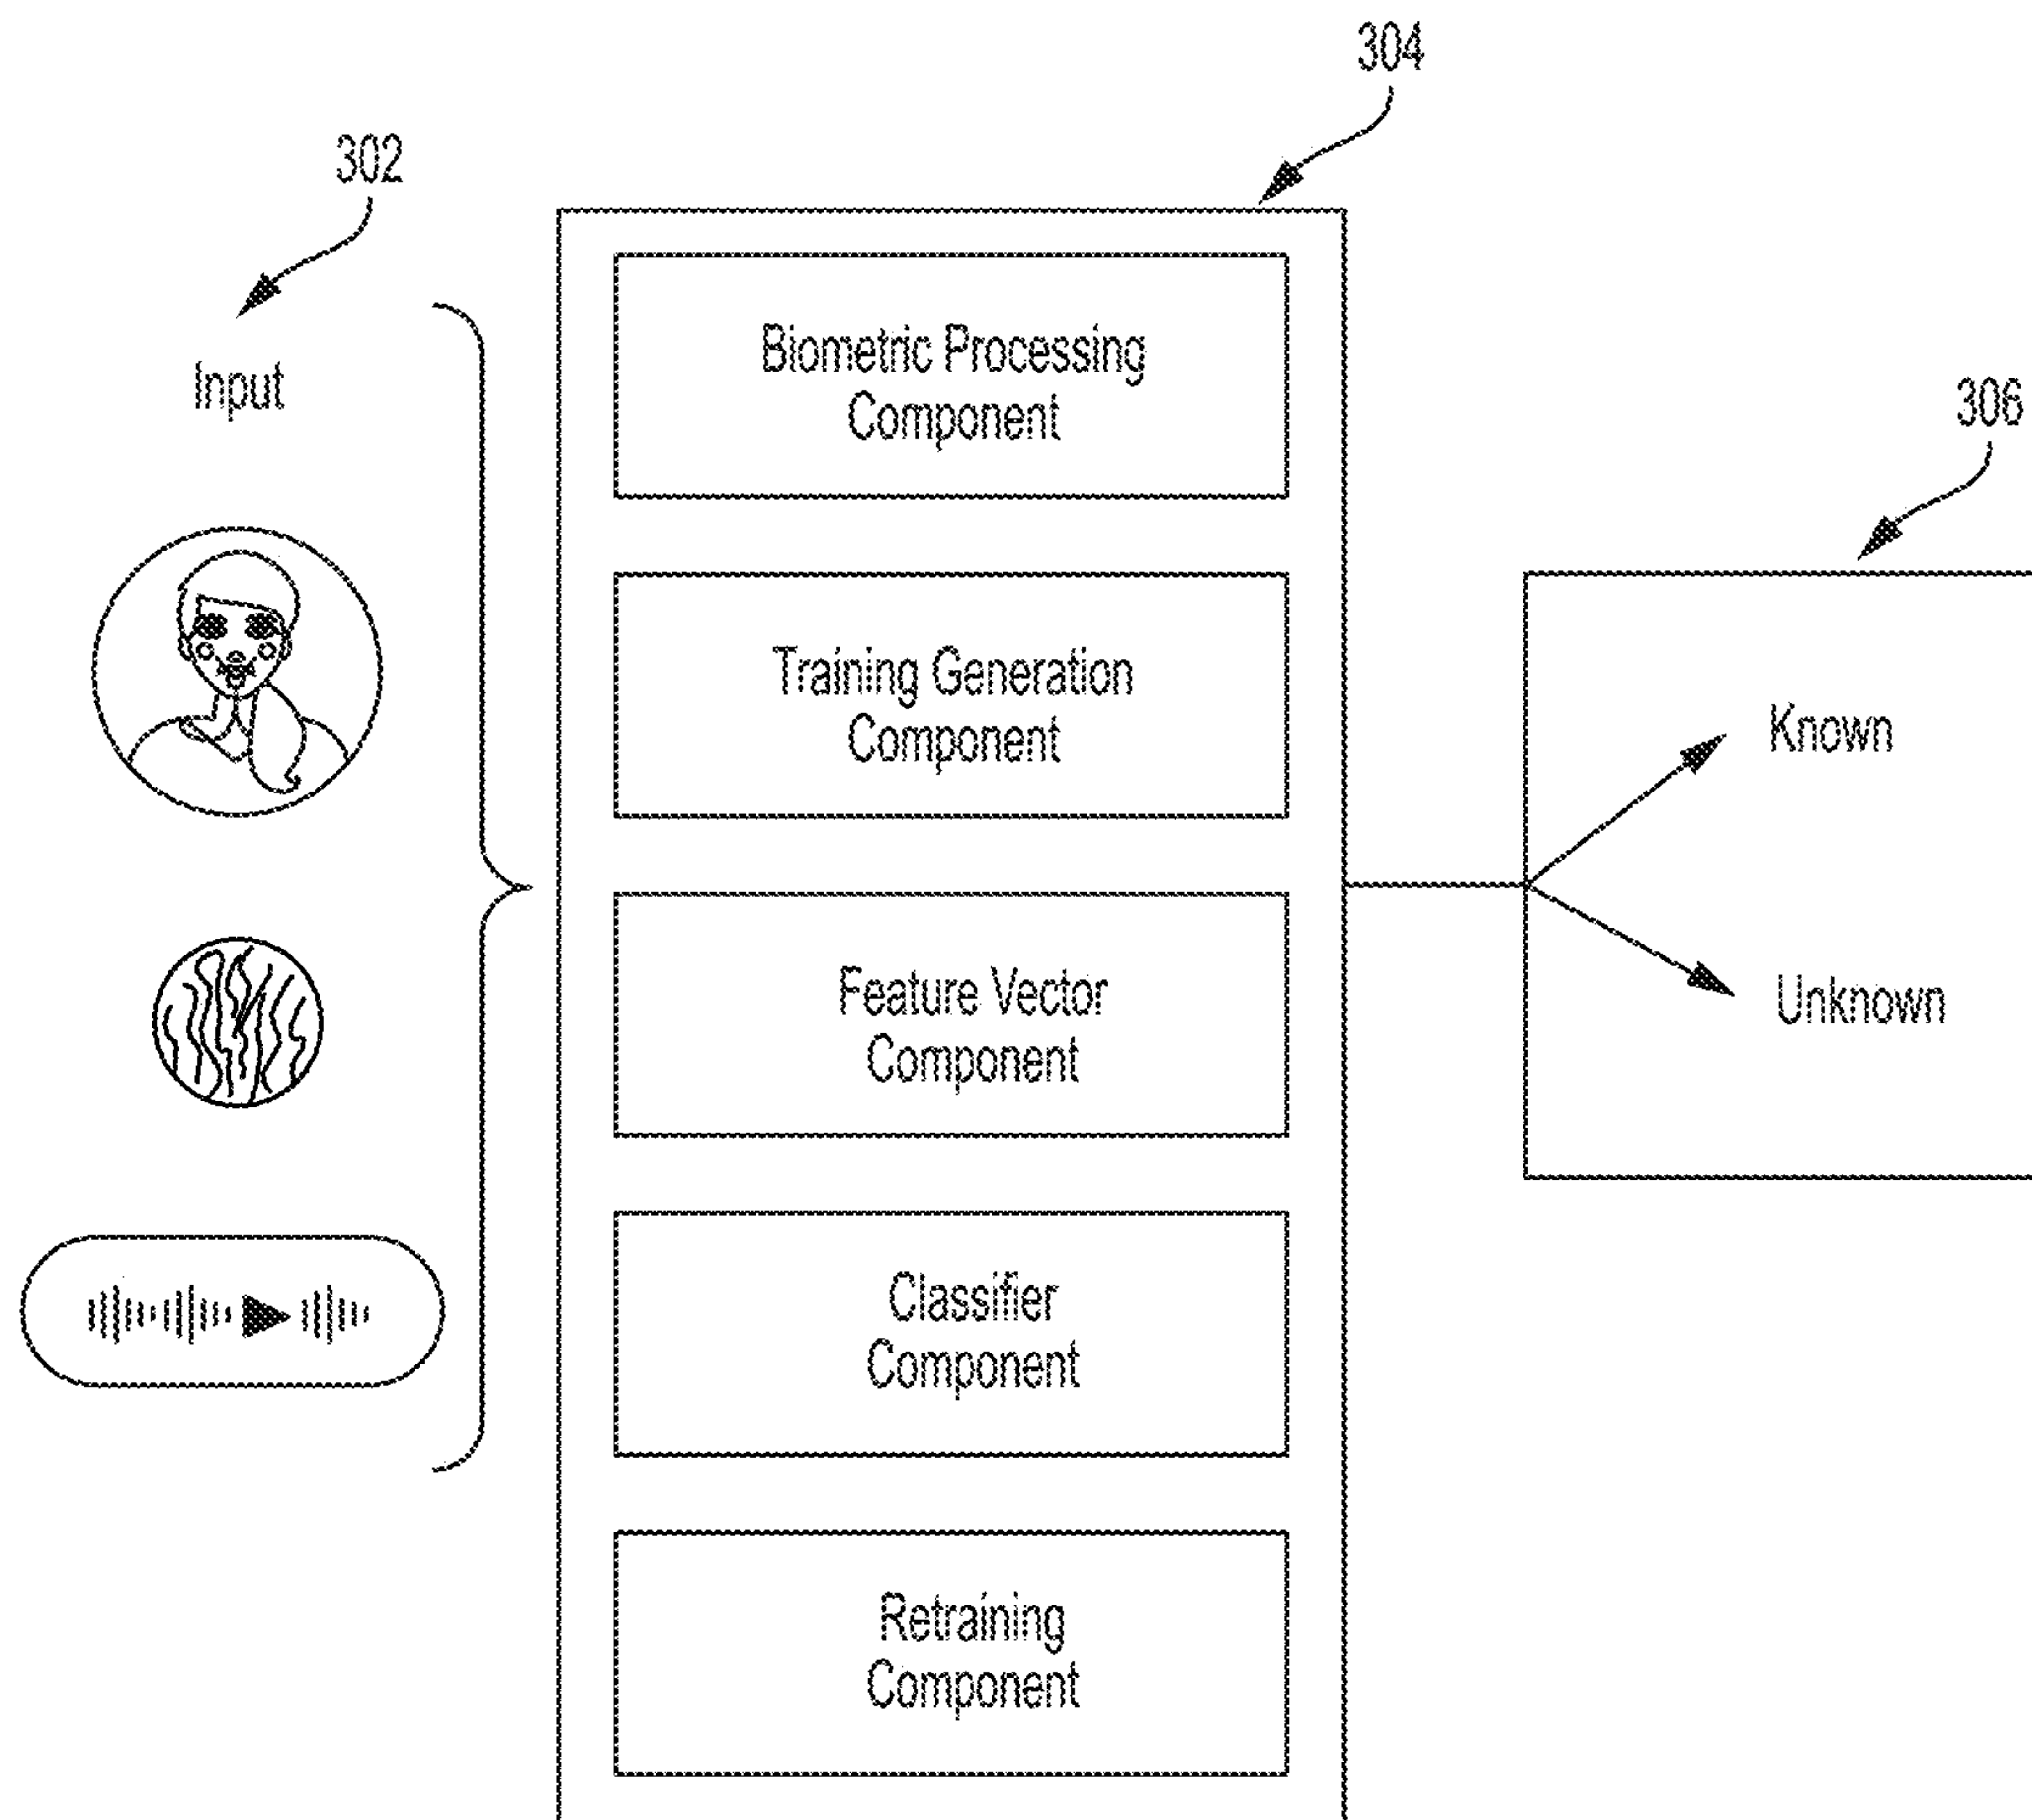 304
302
Input
Biometric Processing
Component
306
Training Generation
Component
Known
Feature Vector
Component
Unknown
Classifier
Component
Retraining
Component